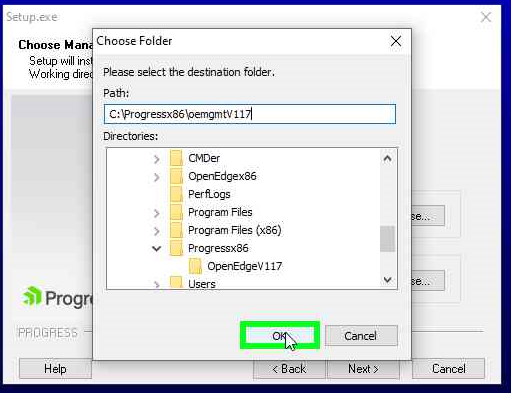 Setup.exe
Choose Mana
Setup will inst
Working direc
Choose Folder
Please select the destination folder.
Path:
C:\Progressx86\oemgmtV117
Directories:
CMDer
OpenEdgex86
PerfLogs
Program Files
Program Files (x86)
Progressx86
OpenEdgeV117
Users
se...
se...
Progre
PROGRESS
OK
Cancel
Help
< Back
Next >
Cancel